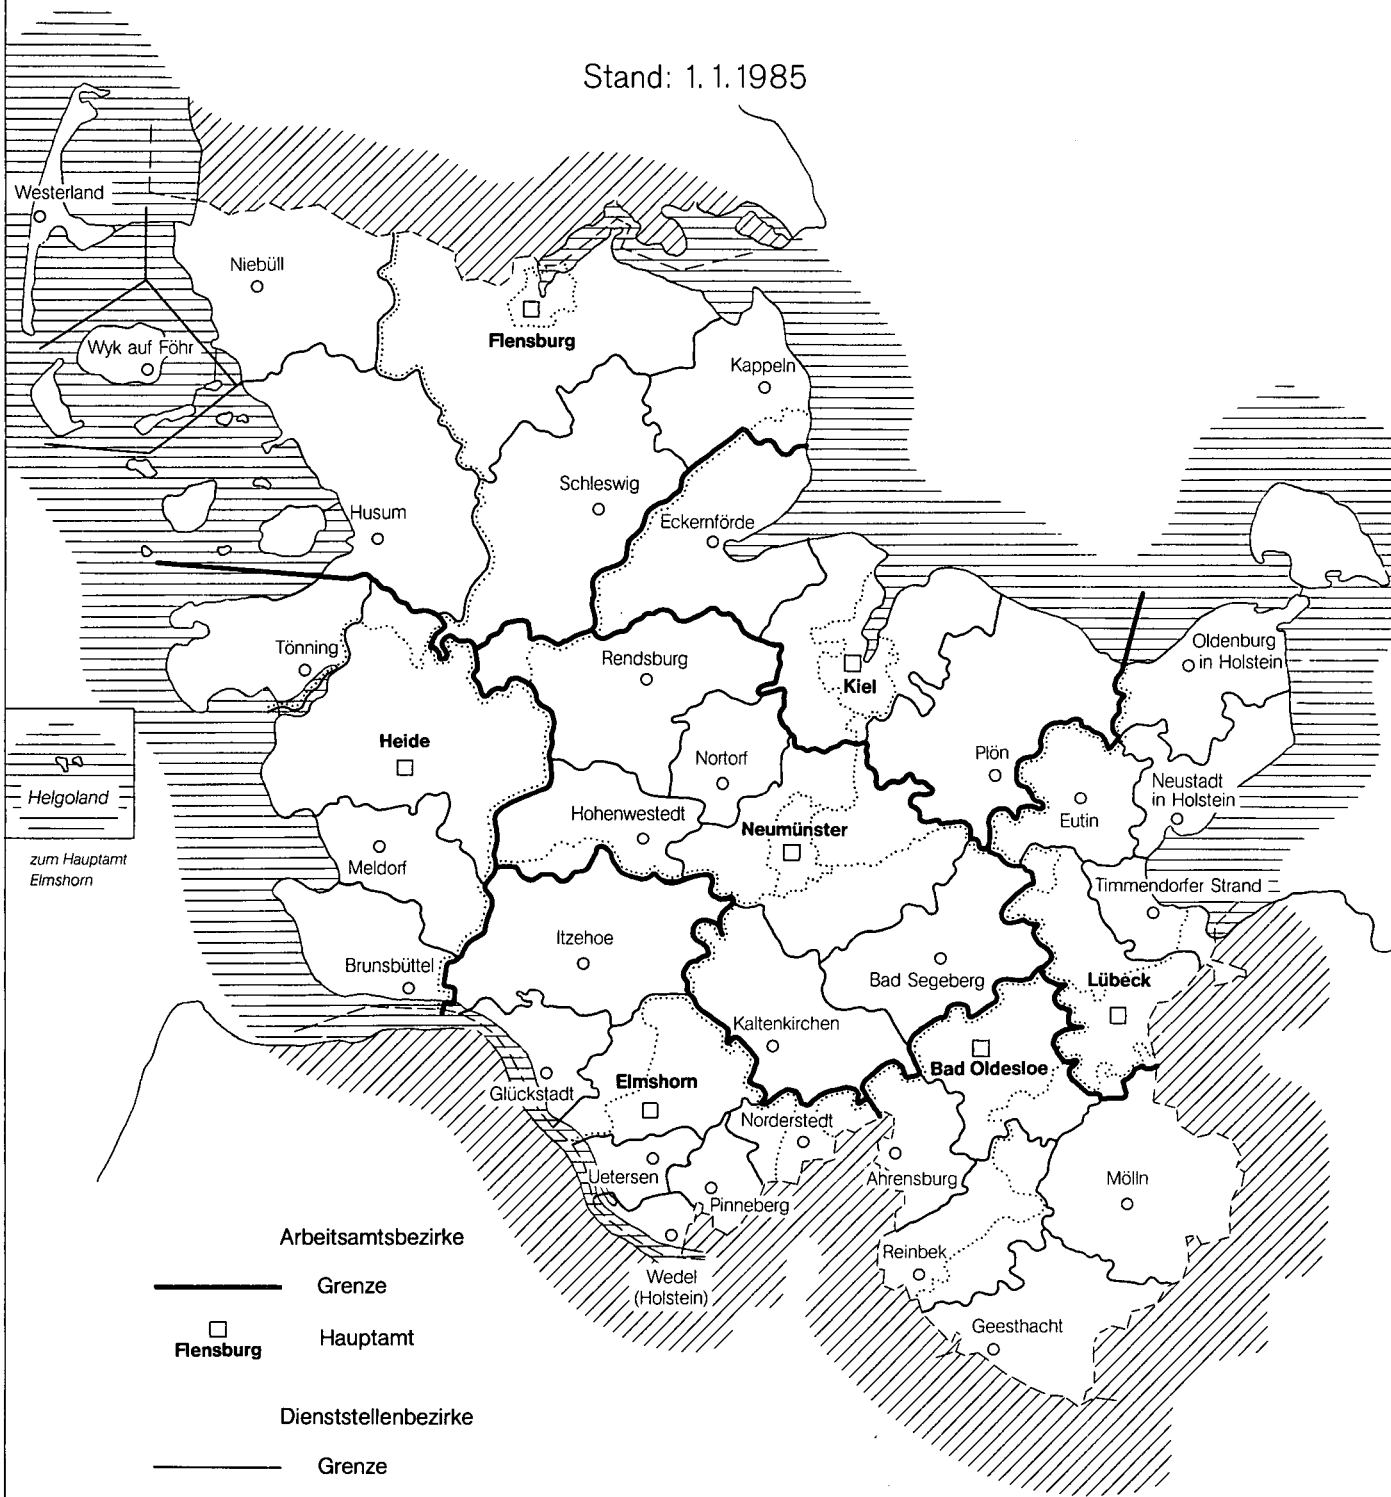 Stand: 1. 1. 1985
Westerland
Niebüll
Flensburg
Wyk auf Föhr
Kappeln
Schleswig
Husum
Eckernförde
Tönning
Rendsburg
Kiel
Oldenburg
in Holstein
Heide
Nortorf
Plön
Neustadt
in Holstein
Helgoland
Hohenwestedt
Neumünster
Eutin
zum Hauptamt
Elmshorn
Meldorf
Timmendorfer Strand
Itzehoe
Brunsbüttel
Bad Segeberg
Lübeck
Kaltenkirchen
Glückstadt
Elmshorn
Bad Oldesloe
Norderstedt
Uetersen
Pinneberg
Ahrensburg
Mölln
Reinbek
Wedel
(Holstein)
Geesthacht
Arbeitsamtsbezirke
Grenze
Flensburg
Hauptamt
Dienststellenbezirke
Grenze